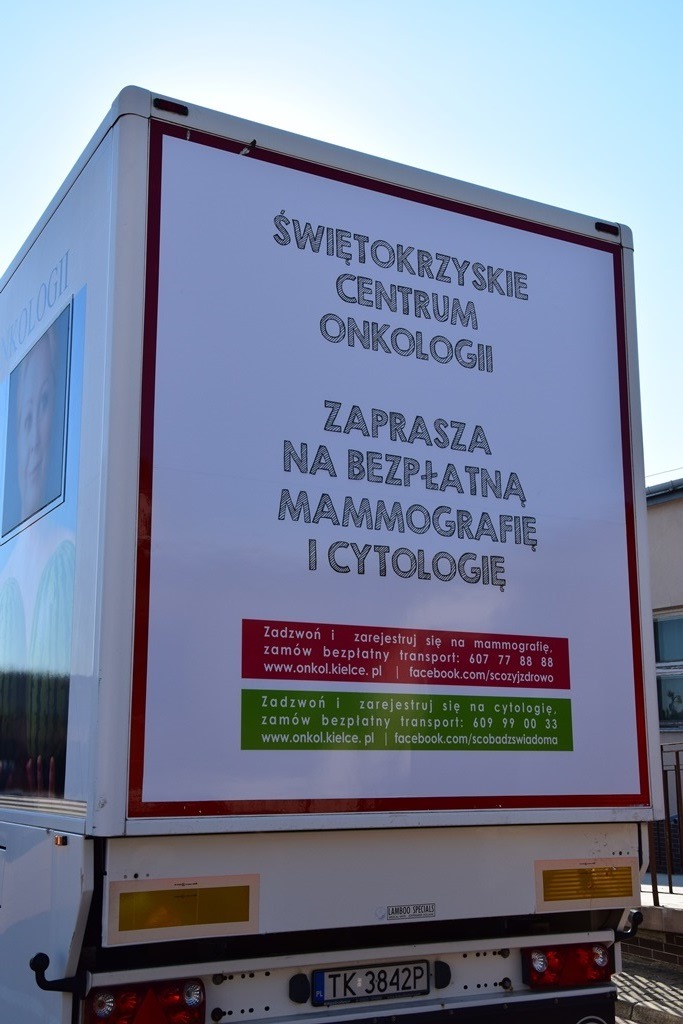 ŚWIĘTOKRZYSKIE
CENTRUM
ONKOLOGII
ZAPRASZA
NA BEZPŁATNĄ
MAMMOGRAFIĘ
I CYTOLOGIĘ
Zadzwoń i zarejestruj się na mammografię,
zamów bezpłatny transport: 607 77 88 88
www.onkol.kielce.pl | facebook.com/scozyjzdrowo
Zadzwoń i zarejestruj się na cytologię,
zamów bezpłatny transport: 609 99 00 33
www.onkol.kielce.pl | facebook.com/scobadzswiadoma
LAMBOO SPECIALS
PL TK 3842P